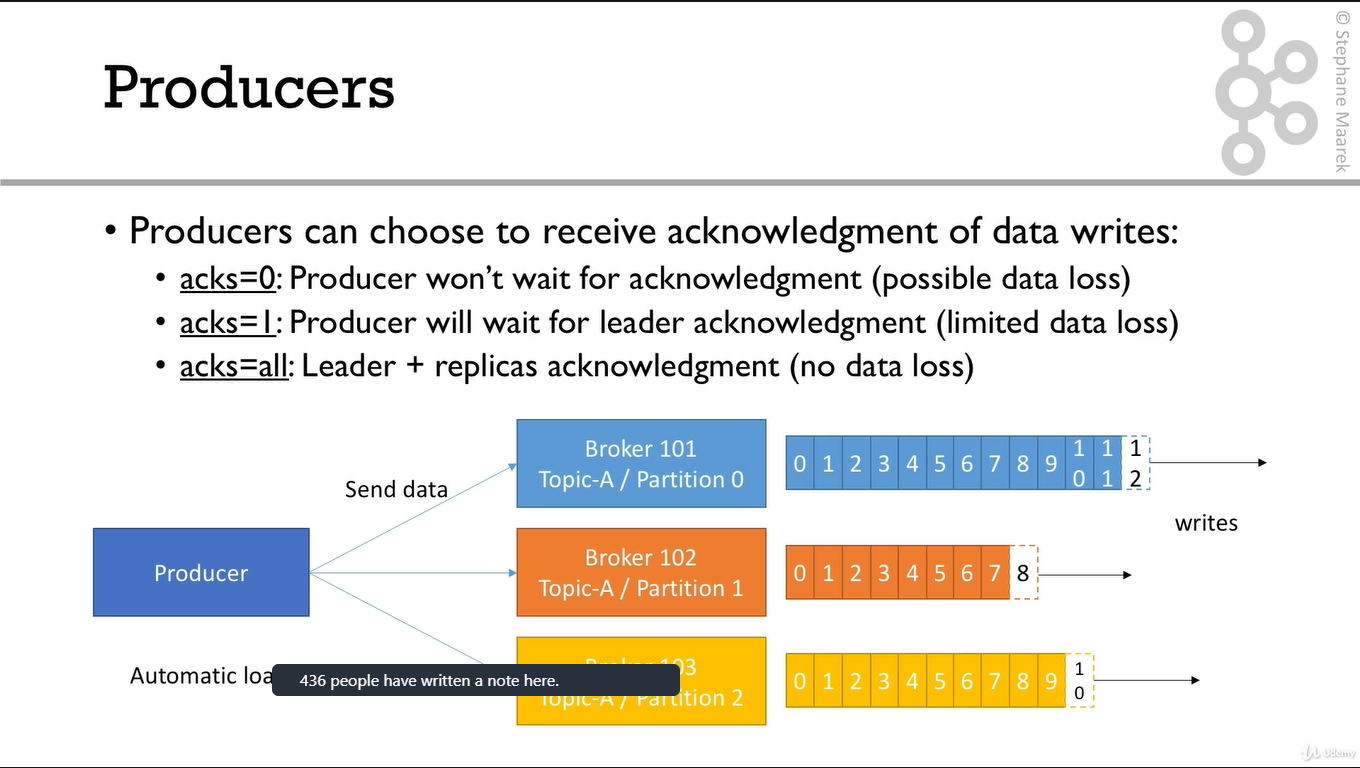 Producers
© Stephane Maarek
• Producers can choose to receive acknowledgment of data writes:
• acks=0: Producer won’t wait for acknowledgment (possible data loss)
• acks=1: Producer will wait for leader acknowledgment (limited data loss)
• acks=all: Leader + replicas acknowledgment (no data loss)
Broker 101
Topic-A / Partition 0
0 1 2 3 4 5 6 7 8 9 10 11 12
Send data
writes
Producer
Broker 102
Topic-A / Partition 1
0 1 2 3 4 5 6 7 8
Automatic
436 people have written a note here.
103
Topic-A / Partition 2
0 1 2 3 4 5 6 7 8 9 10
Udemy